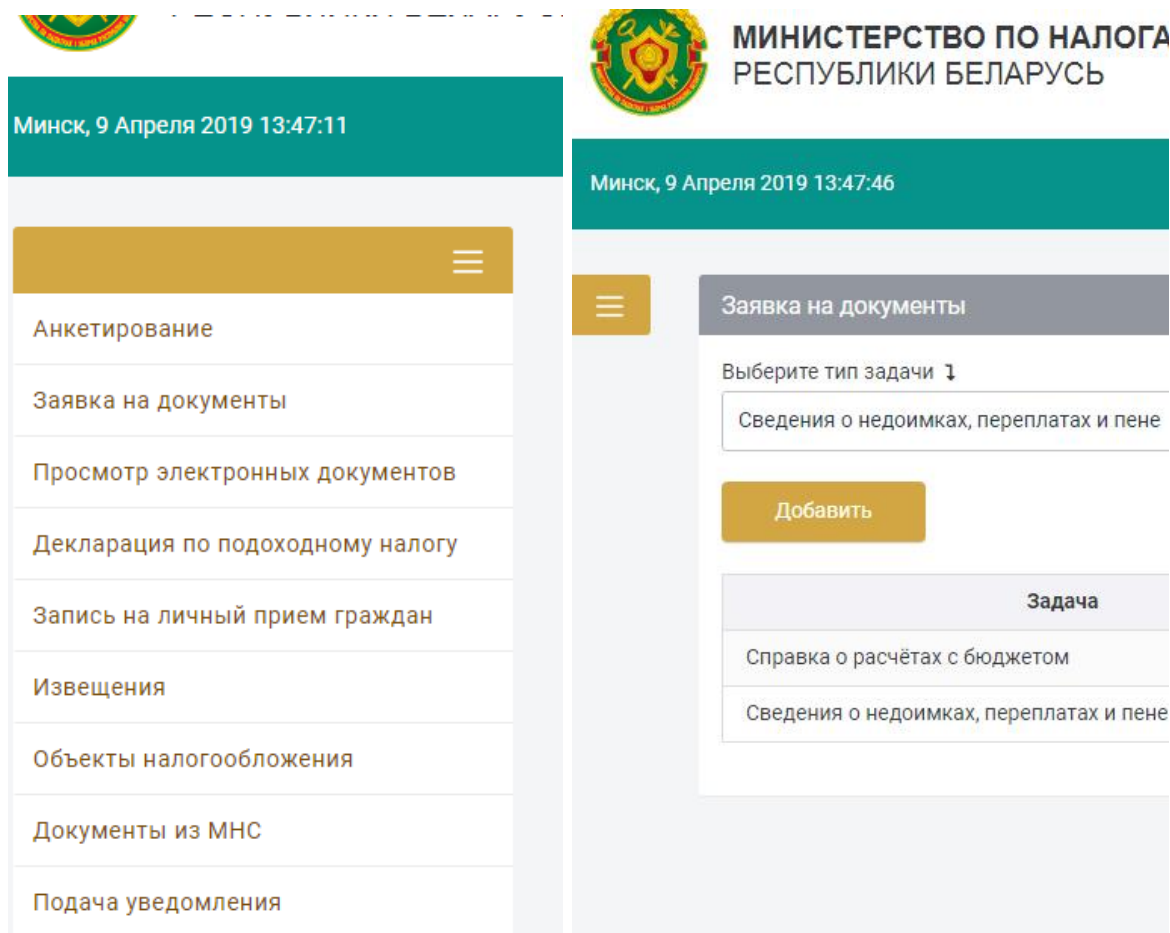 Минск, 9 Апреля 2019 13:47:11
Анкетирование
Заявка на документы
Просмотр электронных документов
Декларация по подоходному налогу
Запись на личный прием граждан
Извещения
Объекты налогообложения
Документы из МНС
Подача уведомления
МИНИСТЕРСТВО ПО НАЛОГА
РЕСПУБЛИКИ БЕЛАРУСЬ
Минск, 9 Апреля 2019 13:47:46
Заявка на документы
Выберите тип задачи
Сведения о недоимках, переплатах и пене
Добавить
Задача
Справка о расчётах с бюджетом
Сведения о недоимках, переплатах и пене